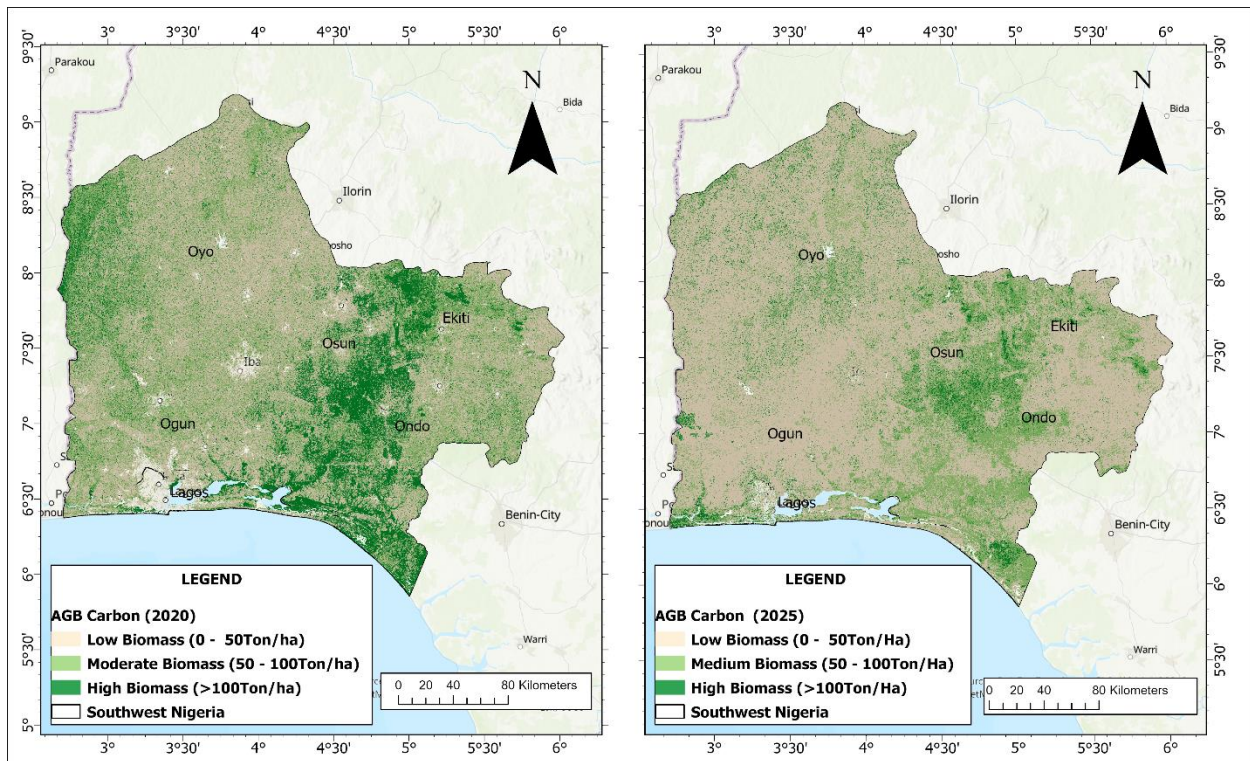 3° 3°30' 4° 4°30' 5° 5°30' 6°
9°30'
9°
8°30'
8°
7°30'
7°
6°30'
6°
5°30'
5°
Parakou
N
Bida
si
Ilorin
Oyo
osho
Ekiti
Osun
Iba
Ogun
Ondo
Lagos
onou
Benin-City
Warri
LEGEND
AGB Carbon (2020)
Low Biomass (0 - 50Ton/ha)
Moderate Biomass (50 - 100Ton/ha)
High Biomass (>100Ton/ha)
Southwest Nigeria
0 20 40 80 Kilometers
3° 3°30' 4° 4°30' 5° 5°30' 6°
3° 3°30' 4° 4°30' 5° 5°30' 6°
Parakou
N
Bida
si
Ilorin
Oyo
osho
Ekiti
Osun
Ondo
Ogun
Lagos
onou
Benin-City
Warri
9°30'
9°
8°30'
8°
7°30'
7°
6°30'
6°
5°30'
LEGEND
AGB Carbon (2025)
Low Biomass (0 - 50Ton/Ha)
Medium Biomass (50 - 100Ton/Ha)
High Biomass (>100Ton/Ha)
Southwest Nigeria
0 20 40 80 Kilometers
3° 3°30' 4° 4°30' 5° 5°30' 6°